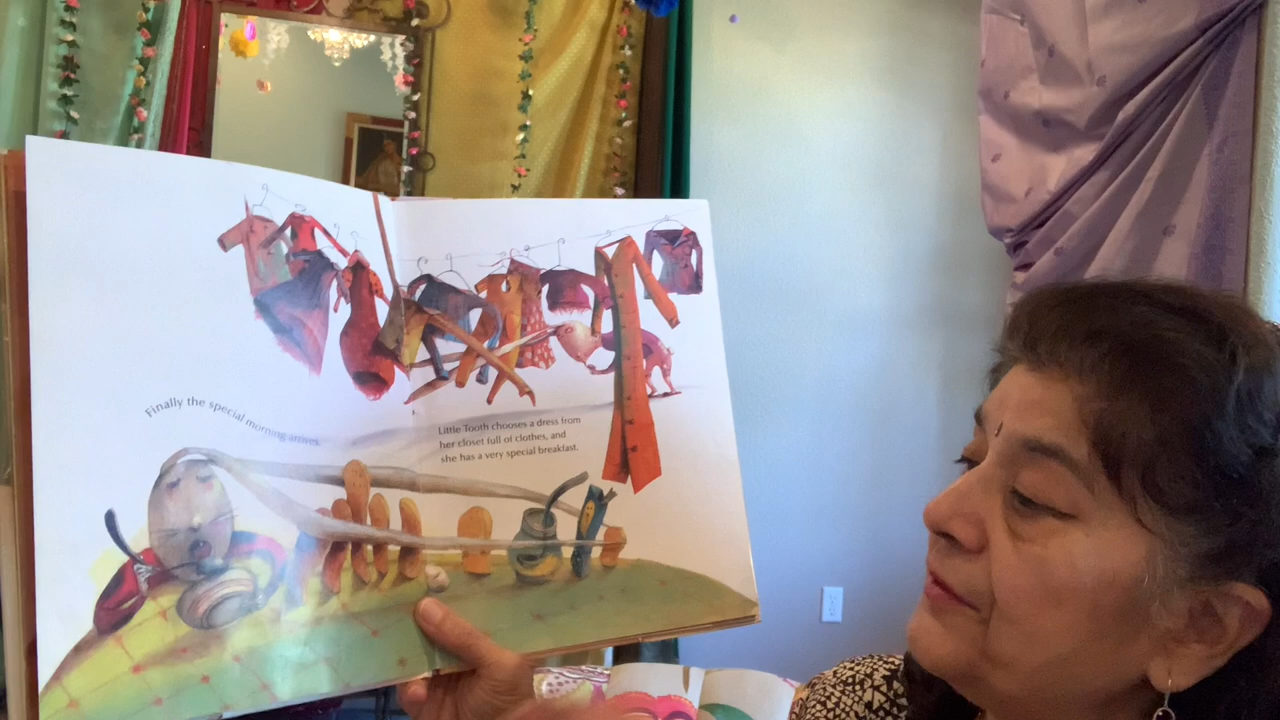 Finally the special morning arrives.
Little Tooth chooses a dress from
her closet full of clothes, and
she has a very special breakfast.